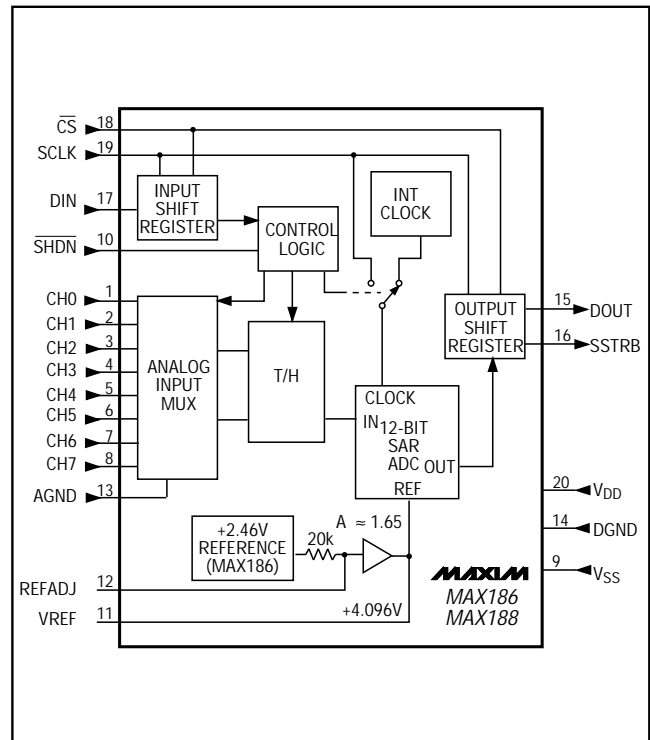 CS 18
SCLK 19
DIN 17
SHDN 10
CH0 1
CH1 2
CH2 3
CH3 4
CH4 5
CH5 6
CH6 7
CH7 8
AGND 13
REFADJ 12
VREF 11
INPUT
SHIFT
REGISTER
CONTROL
LOGIC
INT
CLOCK
ANALOG
INPUT
MUX
T/H
CLOCK
IN 12-BIT
SAR
ADC OUT
REF
OUTPUT
SHIFT
REGISTER
15 DOUT
16 SSTRB
+2.46V
REFERENCE
(MAX186)
20k
A ≈ 1.65
+4.096V
20 VDD
14 DGND
9 VSS
MAXIM
MAX186
MAX188